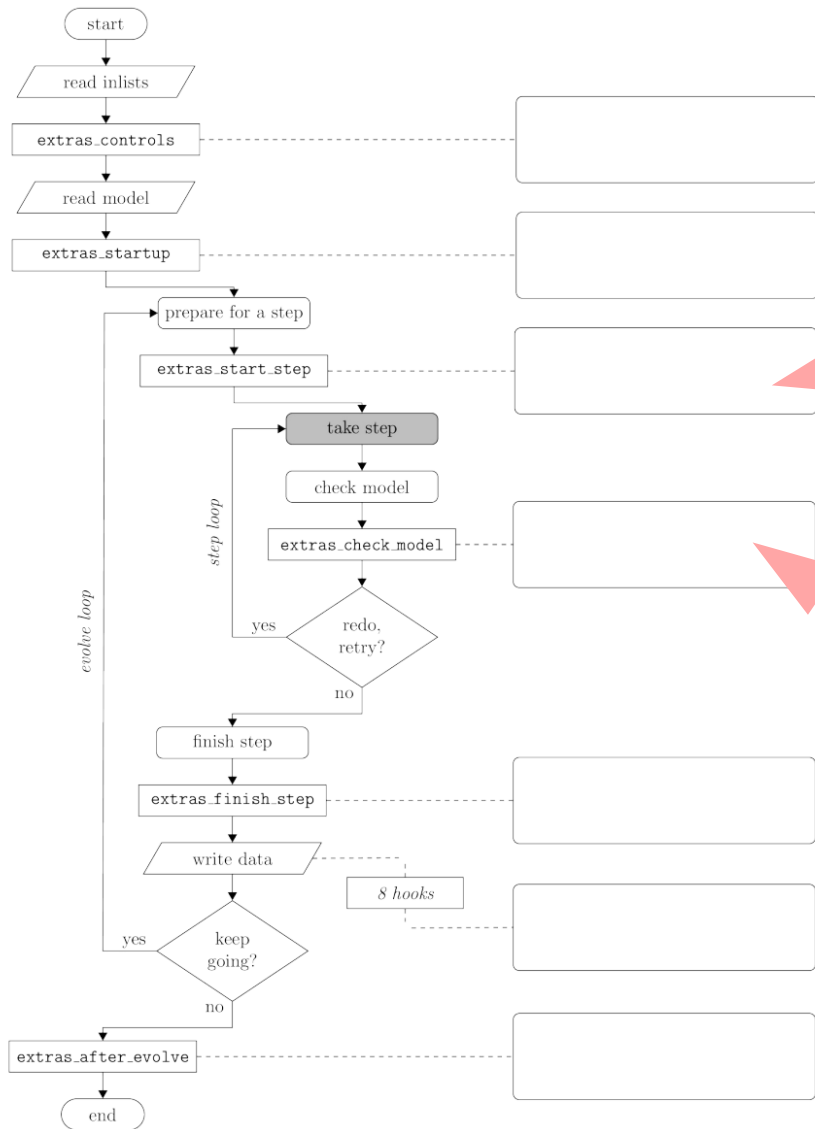 start
read inlists
extras_controls
read model
extras_startup
prepare for a step
extras_start_step
take step
check model
step loop
extras_check_model
evolve loop
yes
redo,
retry?
no
finish step
extras_finish_step
write data
8 hooks
yes
keep
going?
no
extras_after_evolve
end